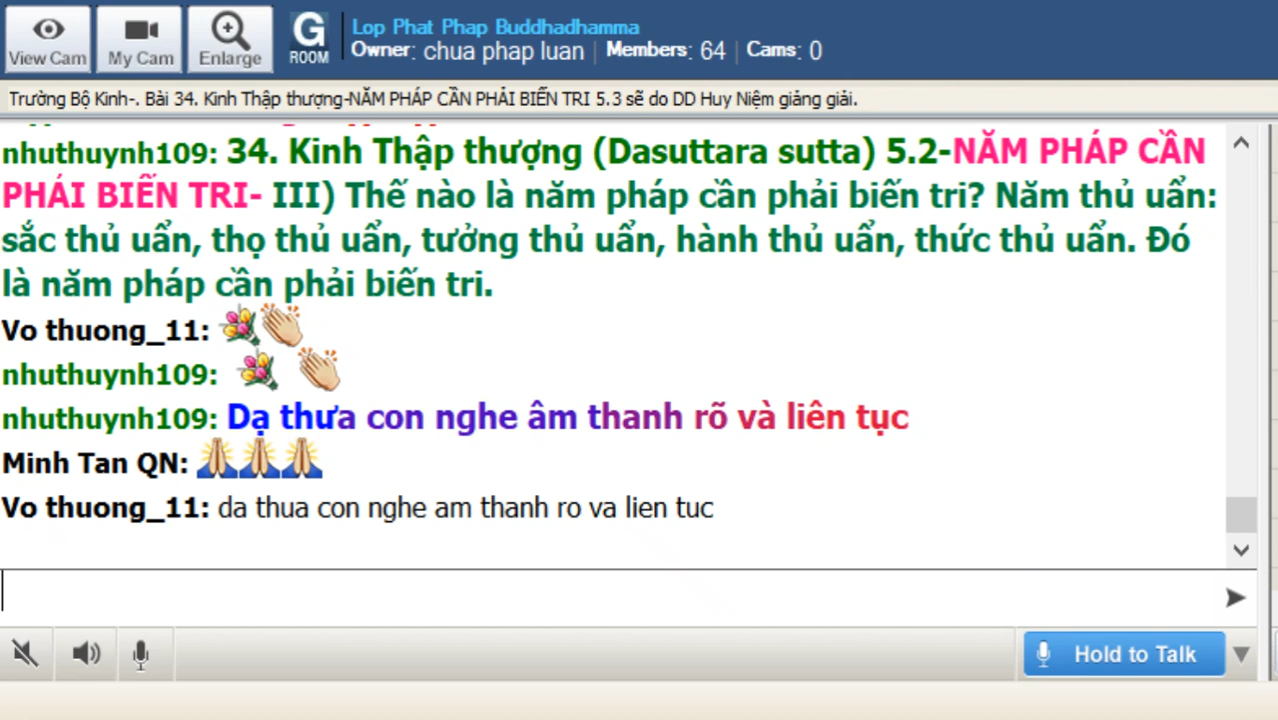 View Cam
My Cam
Enlarge
G
ROOM
Lop Phat Phap Buddhadhamma
Owner: chua phap luan | Members: 64 | Cams: 0
Trường Bộ Kinh-. Bài 34. Kinh Thập thượng-NĂM PHÁP CẦN PHẢI BIẾN TRI 5.3 sẽ do DD Huy Niệm giảng giải.
nhuthuynh109: 34. Kinh Thập thượng (Dasuttara sutta) 5.2-NĂM PHÁP CẦN
PHẢI BIẾN TRI- III) Thế nào là năm pháp cần phải biến tri? Năm thủ uẩn:
sắc thủ uẩn, thọ thủ uẩn, tưởng thủ uẩn, hành thủ uẩn, thức thủ uẩn. Đó
là năm pháp cần phải biến tri.
Vo thuong_11:
nhuthuynh109:
nhuthuynh109: Dạ thưa con nghe âm thanh rõ và liên tục
Minh Tan QN:
Vo thuong_11: da thua con nghe am thanh ro va lien tuc
Hold to Talk